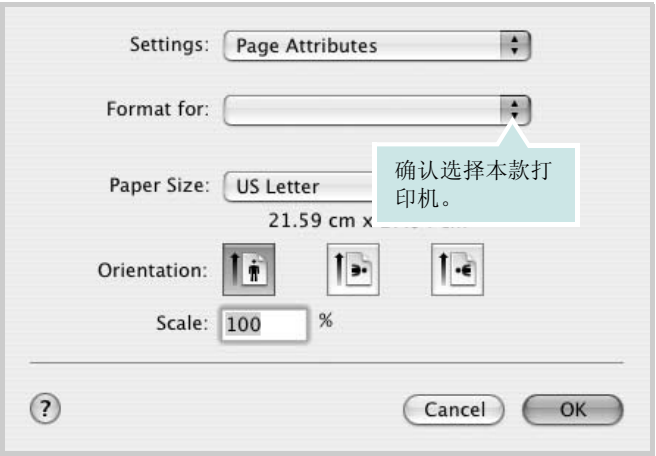 Settings: Page Attributes
Format for:
确认选择本款打
印机。
Paper Size: US Letter
21.59 cm x
Orientation:
Scale: 100 %
? Cancel OK